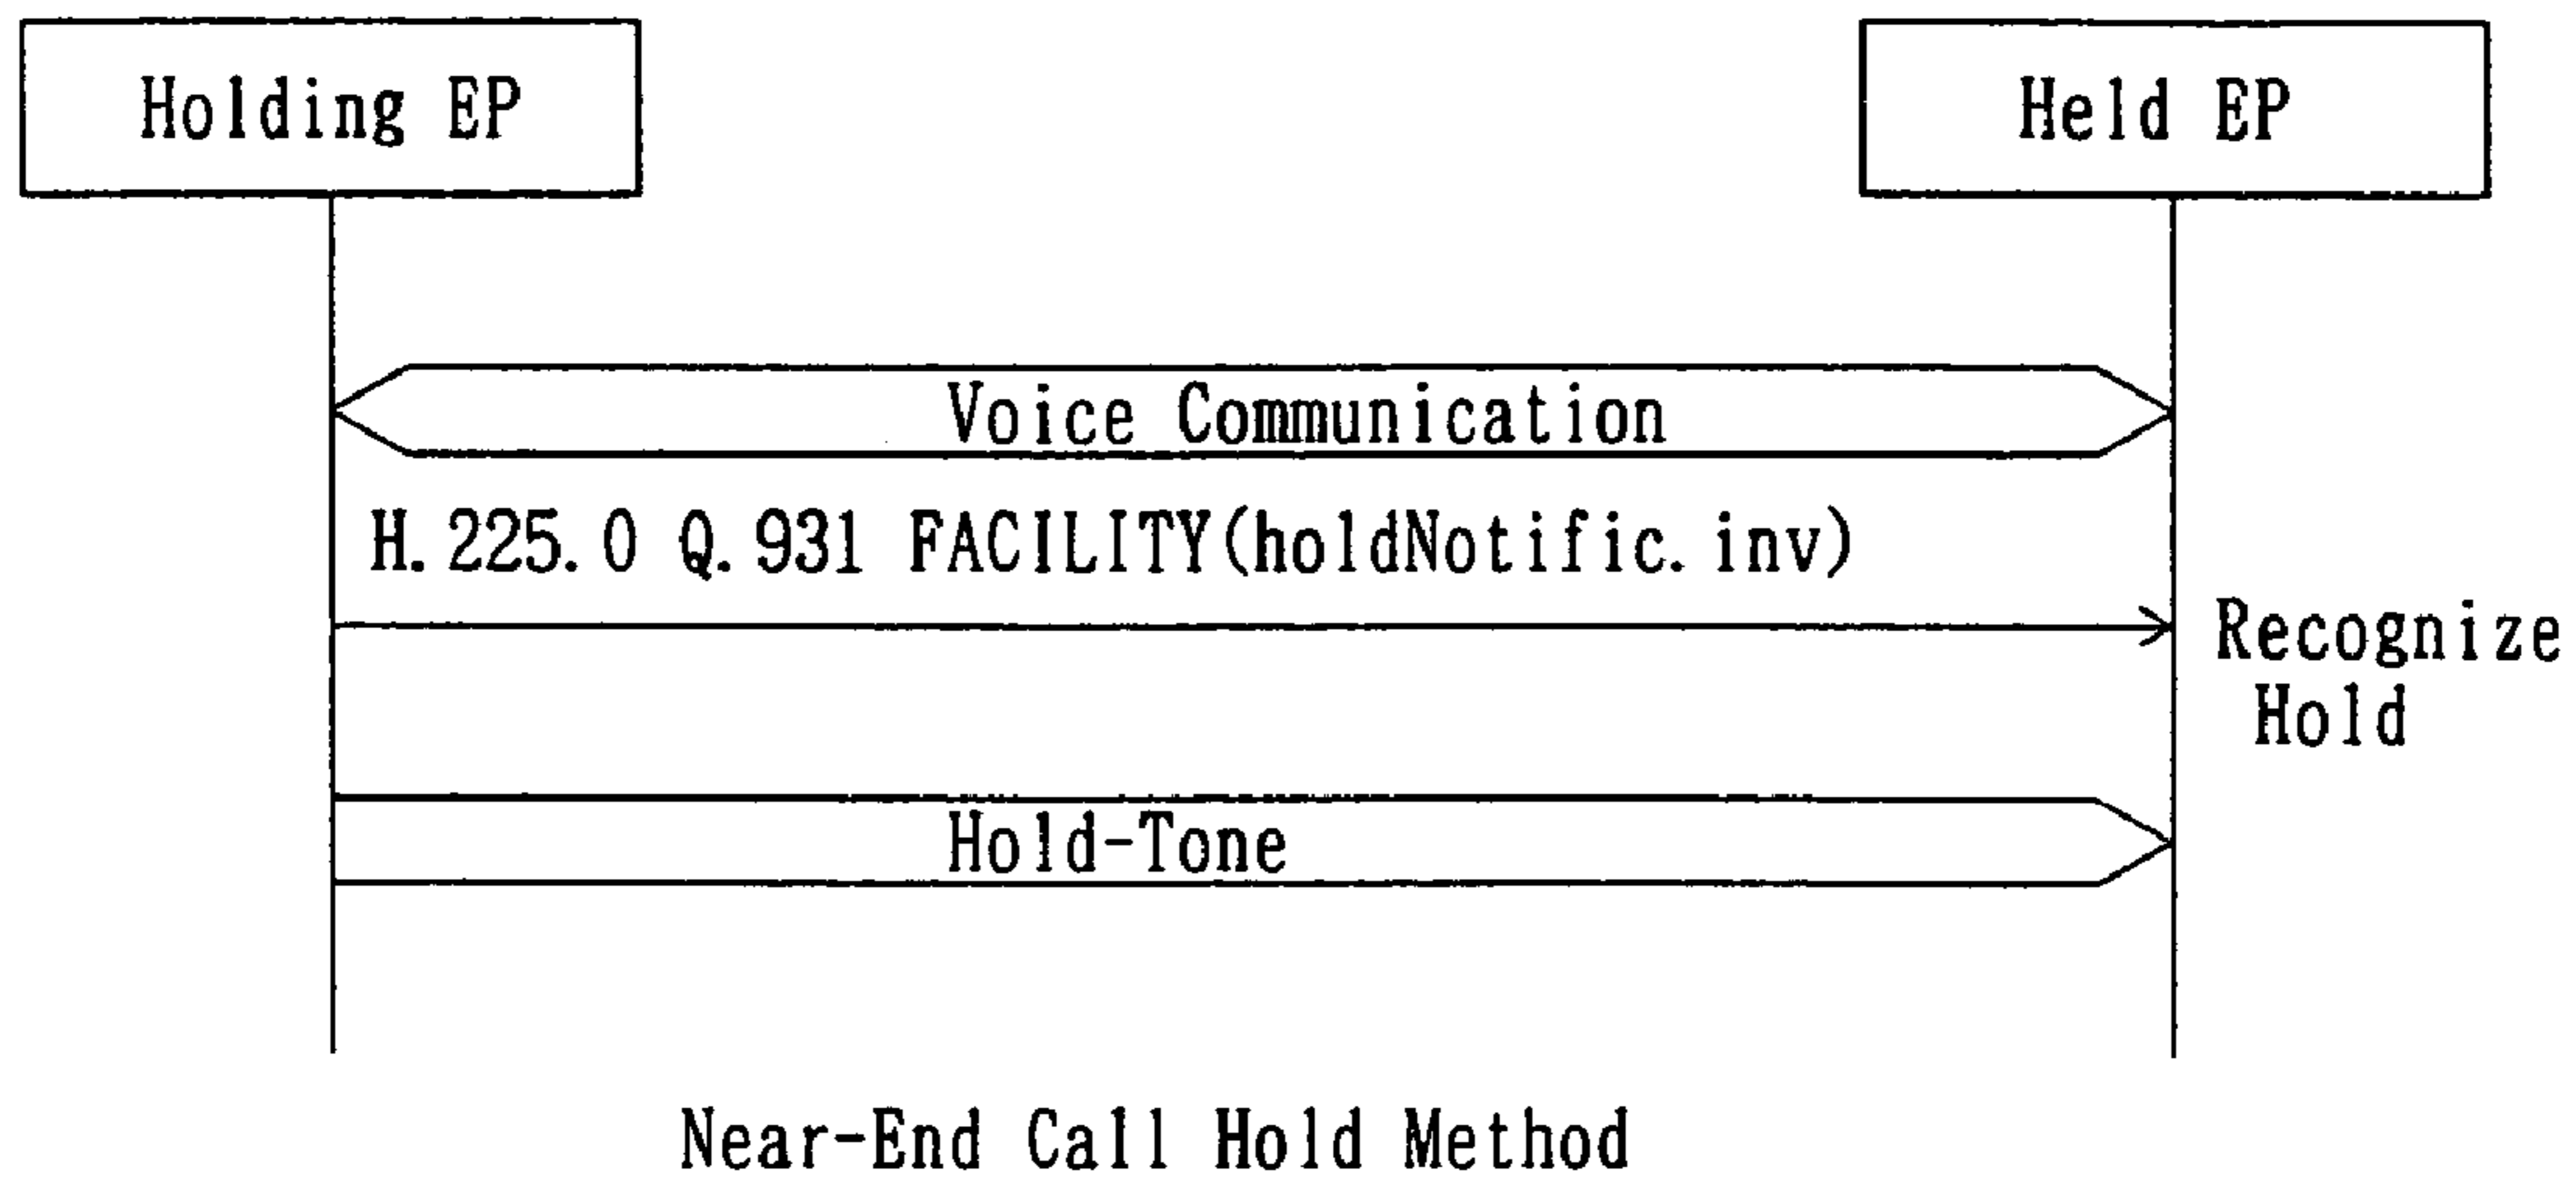 Holding EP
Held EP
Voice Communication
H.225.0 Q.931 FACILITY(holdNotific.inv)
Recognize
Hold
Hold-Tone
Near-End Call Hold Method